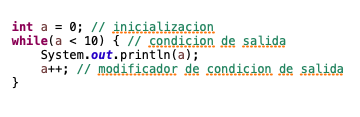 int a = 0; // inicializacion
while(a < 10) { // condicion de salida
    System.out.println(a);
    a++; // modificador de condicion de salida
}